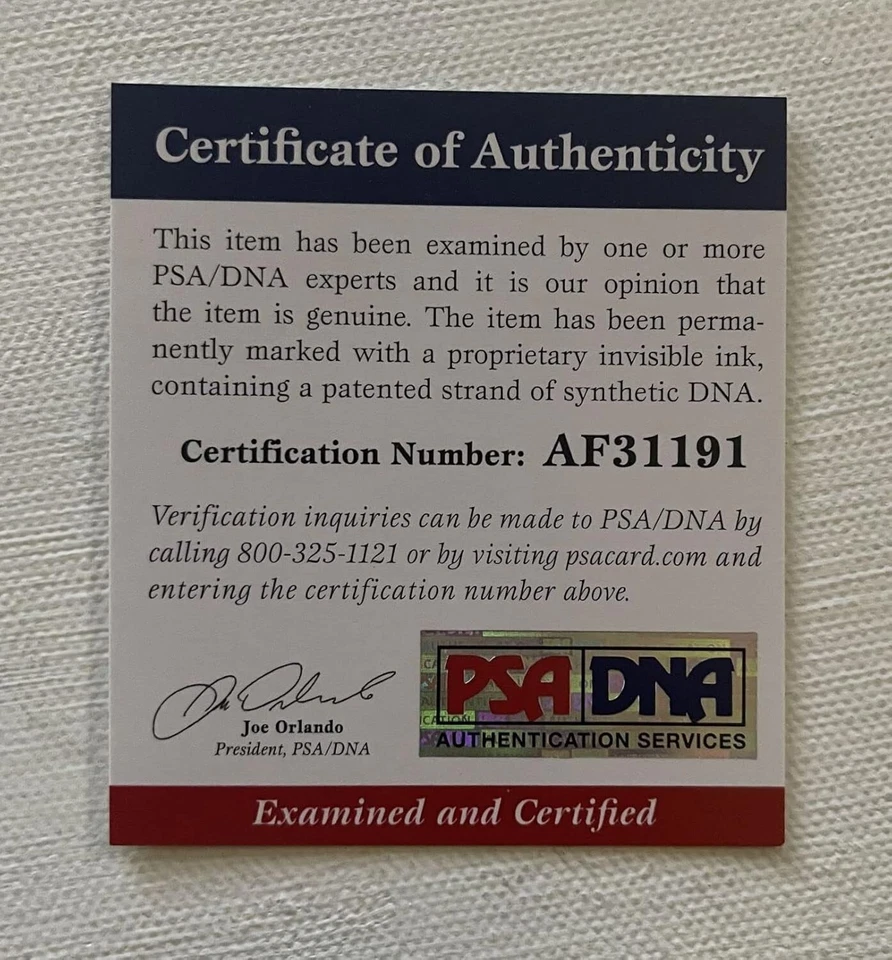 Certificate of Authenticity
This item has been examined by one or more
PSA/DNA experts and it is our opinion that
the item is genuine. The item has been perma-
nently marked with a proprietary invisible ink,
containing a patented strand of synthetic DNA.
Certification Number: AF31191
Verification inquiries can be made to PSA/DNA by
calling 800-325-1121 or by visiting psacard.com and
entering the certification number above.
Joe Orlando
President, PSA/DNA
PSA DNA
AUTHENTICATION SERVICES
Examined and Certified